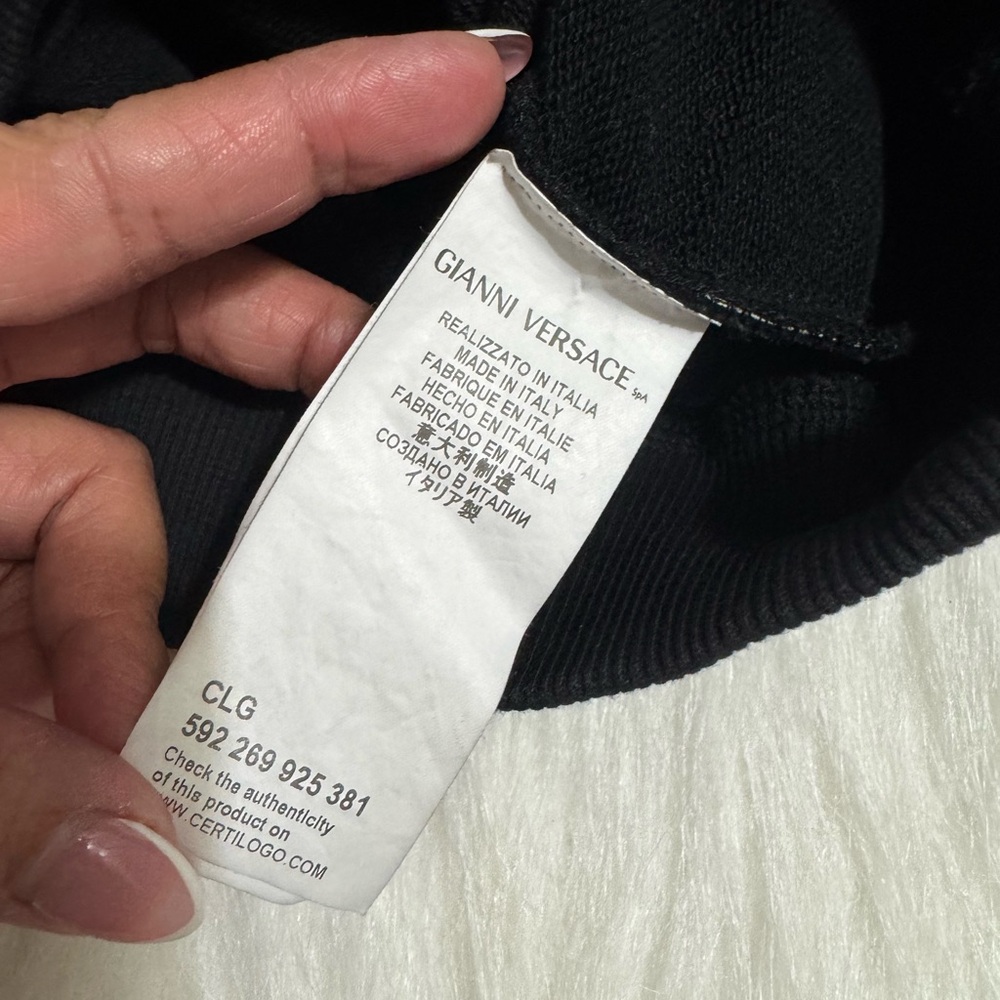 GIANNI VERSACE SpA
REALIZZATO IN ITALIA
MADE IN ITALY
FABRIQUE EN ITALIE
HECHO EN ITALIA
FABRICADO EM ITALIA
意大利制造
СОЗДАНО В ИТАЛИИ
イタリア製
CLG
592 269 925 381
Check the authenticity
of this product on
WW.CERTILOGO.COM